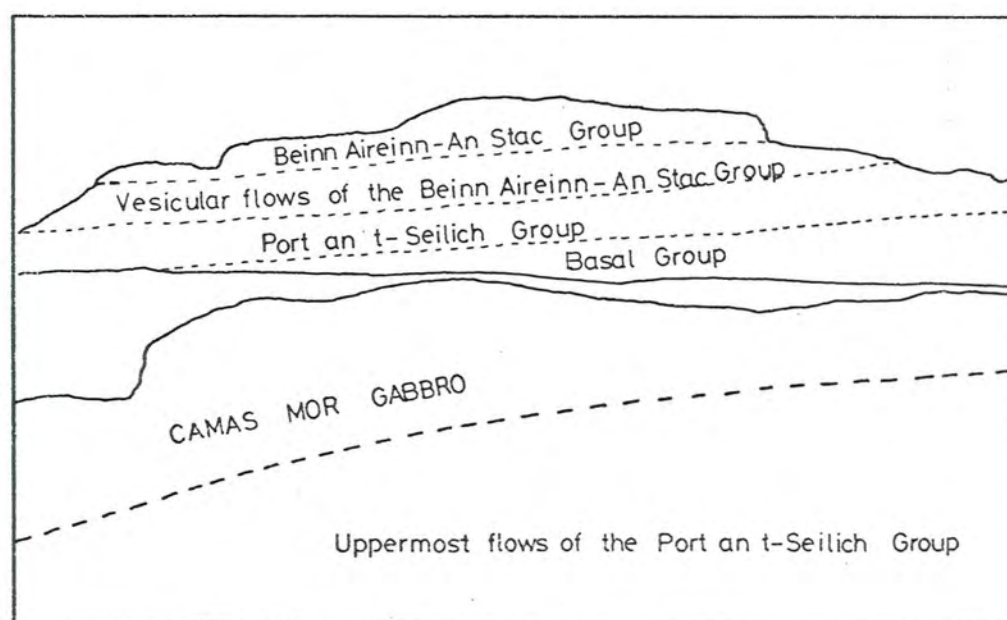 Beinn Aireinn-An Stac Group
Vesicular flows of the Beinn Aireinn-An Stac Group
Port an t-Seilich Group
Basal Group
CAMAS MOR GABBRO
Uppermost flows of the Port an t-Seilich Group